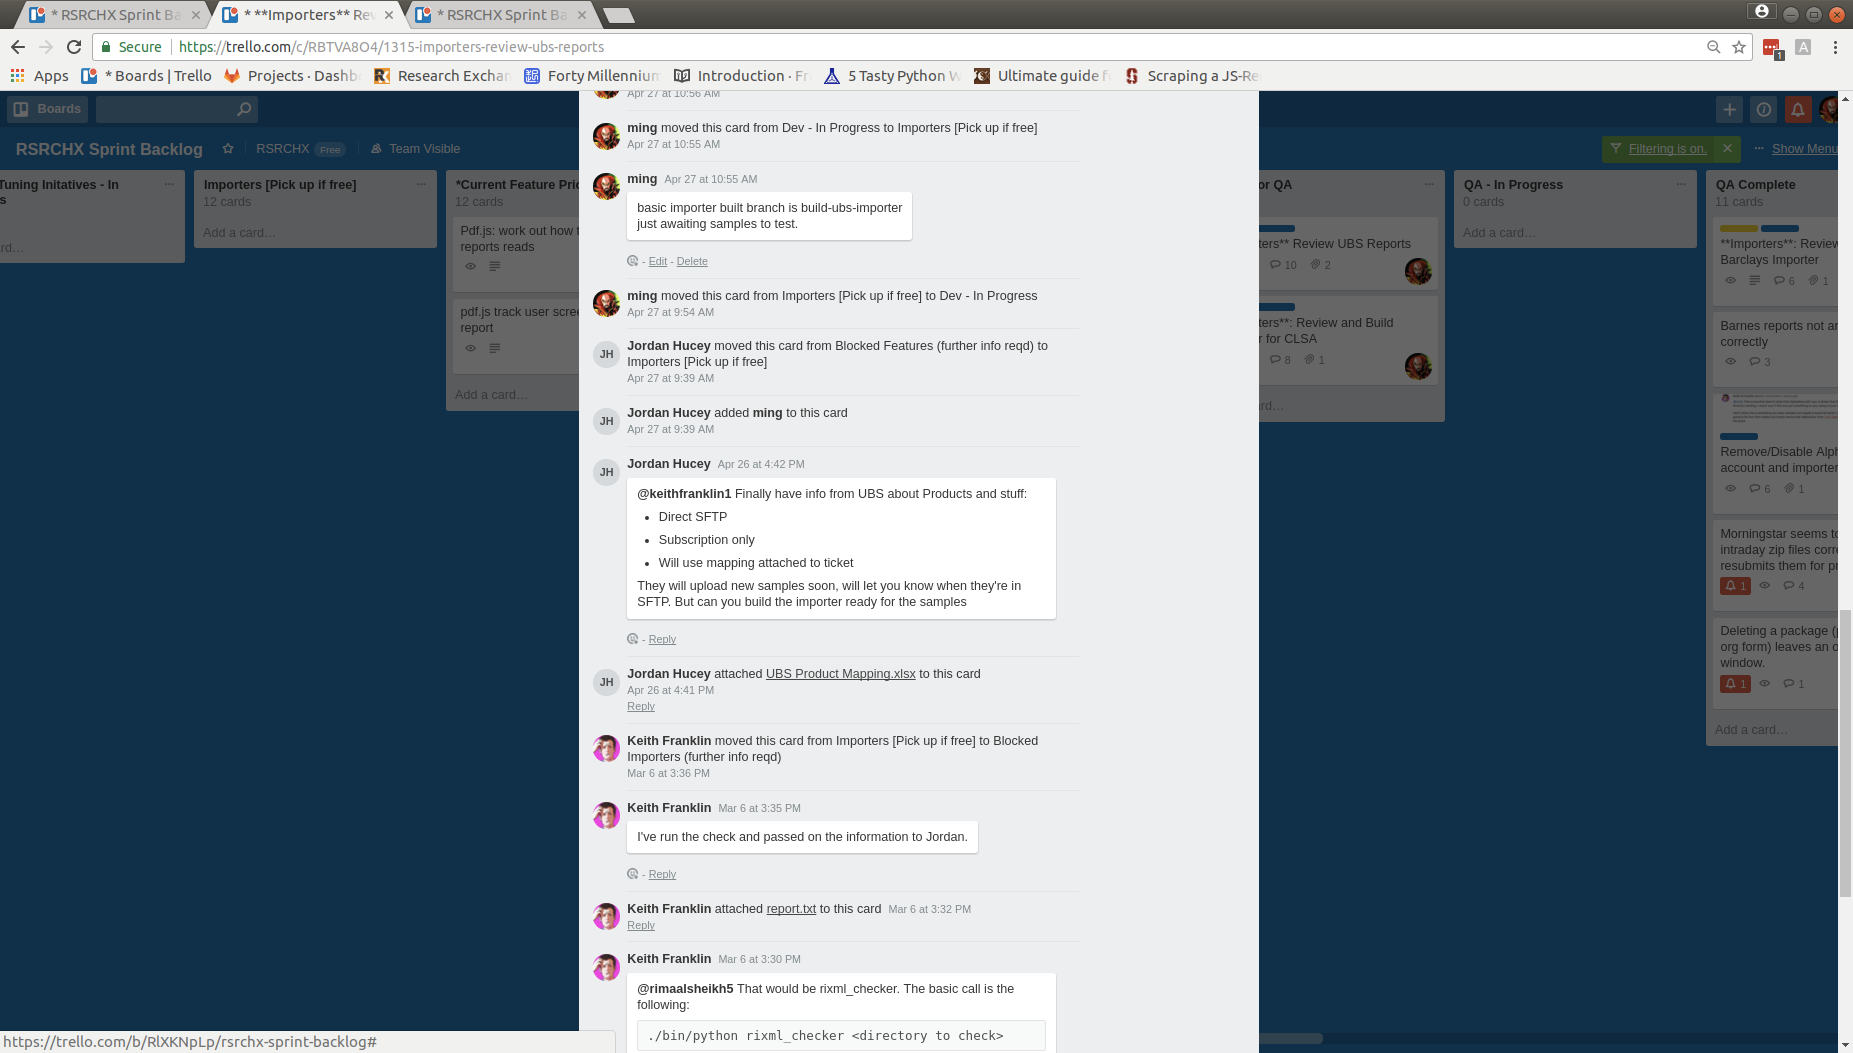 * RSRCHX Sprint Ba
* **Importers** Rev
* RSRCHX Sprint Ba
Secure
https://trello.com/c/RBTVA8O4/1315-importers-review-ubs-reports
1
A
Apps
* Boards | Trello
Projects · Dashb
Research Exchan
Forty Millennium
Introduction · Fr
5 Tasty Python W
Ultimate guide f
Scraping a JS-Re
Boards
RSRCHX Sprint Backlog
RSRCHX
Free
Team Visible
Filtering is on.
Show Menu
Tuning Initatives - In
s
rd…
Importers [Pick up if free]
12 cards
Add a card…
*Current Feature Prio
12 cards
Pdf.js: work out how t
reports reads
pdf.js track user scree
report
Add a card…
Apr 27 at 10:56 AM
ming moved this card from Dev - In Progress to Importers [Pick up if free]
Apr 27 at 10:55 AM
ming Apr 27 at 10:55 AM
basic importer built branch is build-ubs-importer
just awaiting samples to test.
- Edit - Delete
ming moved this card from Importers [Pick up if free] to Dev - In Progress
Apr 27 at 9:54 AM
JH
Jordan Hucey moved this card from Blocked Features (further info reqd) to
Importers [Pick up if free]
Apr 27 at 9:39 AM
JH
Jordan Hucey added ming to this card
Apr 27 at 9:39 AM
JH
Jordan Hucey Apr 26 at 4:42 PM
@keithfranklin1 Finally have info from UBS about Products and stuff:
• Direct SFTP
• Subscription only
• Will use mapping attached to ticket
They will upload new samples soon, will let you know when they're in
SFTP. But can you build the importer ready for the samples
- Reply
JH
Jordan Hucey attached UBS Product Mapping.xlsx to this card
Apr 26 at 4:41 PM
Reply
Keith Franklin moved this card from Importers [Pick up if free] to Blocked
Importers (further info reqd)
Mar 6 at 3:36 PM
Keith Franklin Mar 6 at 3:35 PM
I've run the check and passed on the information to Jordan.
- Reply
Keith Franklin attached report.txt to this card Mar 6 at 3:32 PM
Reply
Keith Franklin Mar 6 at 3:30 PM
@rimaalsheikh5 That would be rixml_checker. The basic call is the
following:
./bin/python rixml_checker <directory to check>
or QA
ters** Review UBS Reports
10
2
ters**: Review and Build
r for CLSA
8
1
rd…
QA - In Progress
0 cards
Add a card…
QA Complete
11 cards
**Importers**: Review
Barclays Importer
6
1
Barnes reports not ar
correctly
3
Remove/Disable Alph
account and importer
6
1
Morningstar seems to
intraday zip files corre
resubmits them for pr
1
4
Deleting a package (p
org form) leaves an o
window.
1
1
Add a card…
https://trello.com/b/RlXKNpLp/rsrchx-sprint-backlog#